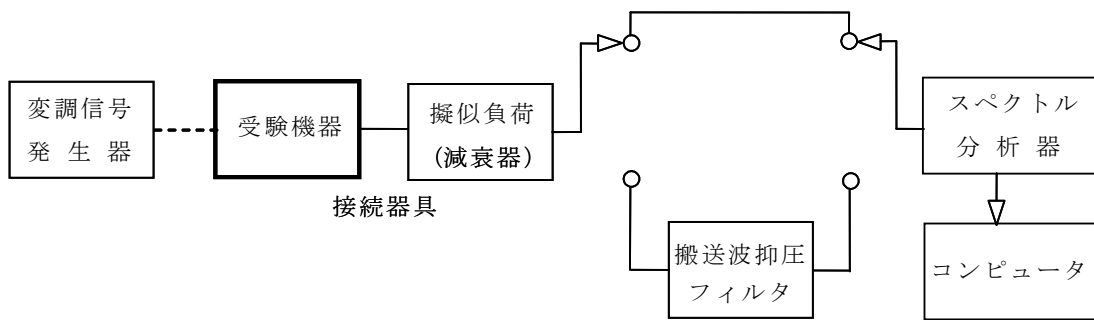 変調信号
発生器
受験機器
接続器具
擬似負荷
(減衰器)
搬送波抑圧
フィルタ
スペクトル
分析器
コンピュータ